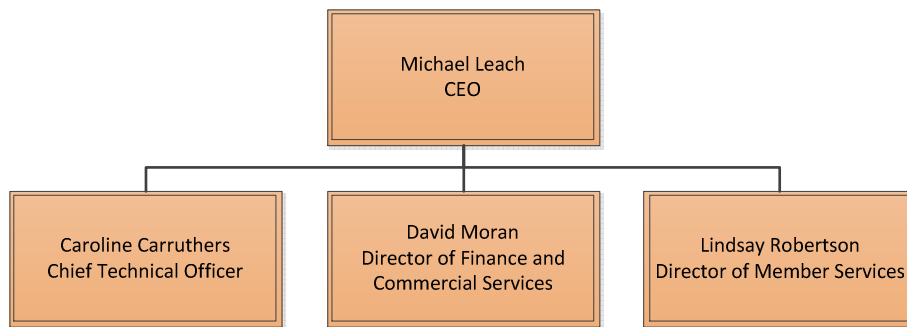 Michael Leach
CEO
Caroline Carruthers
Chief Technical Officer
David Moran
Director of Finance and
Commercial Services
Lindsay Robertson
Director of Member Services